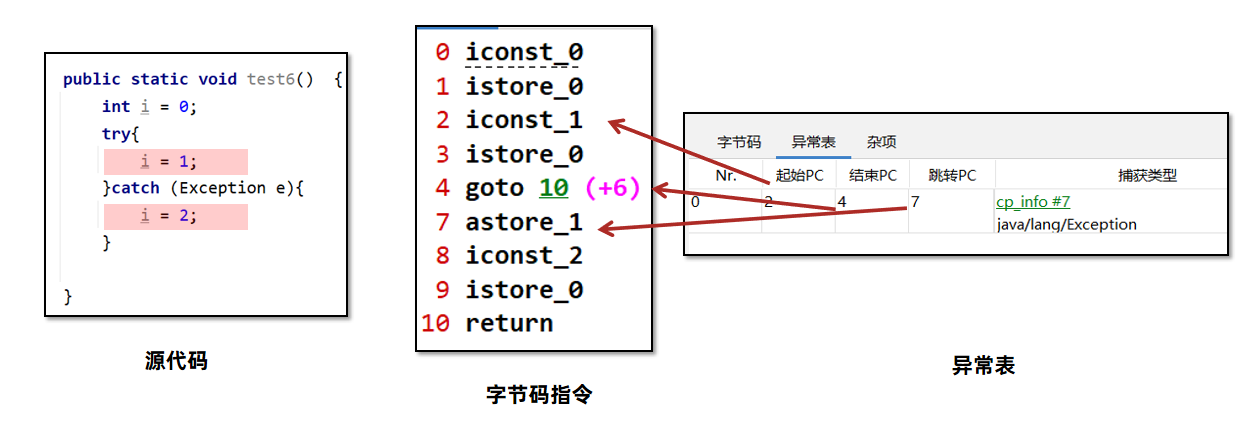 public static void test6() {
int i = 0;
try{
i = 1;
}catch (Exception e){
i = 2;
}
}
源代码
0 iconst_0
1 istore_0
2 iconst_1
3 istore_0
4 goto 10 (+6)
7 astore_1
8 iconst_2
9 istore_0
10 return
字节码指令
字节码 异常表 杂项
Nr. 起始PC 结束PC 跳转PC 捕获类型
0 2 4 7 cp_info #7
java/lang/Exception
异常表